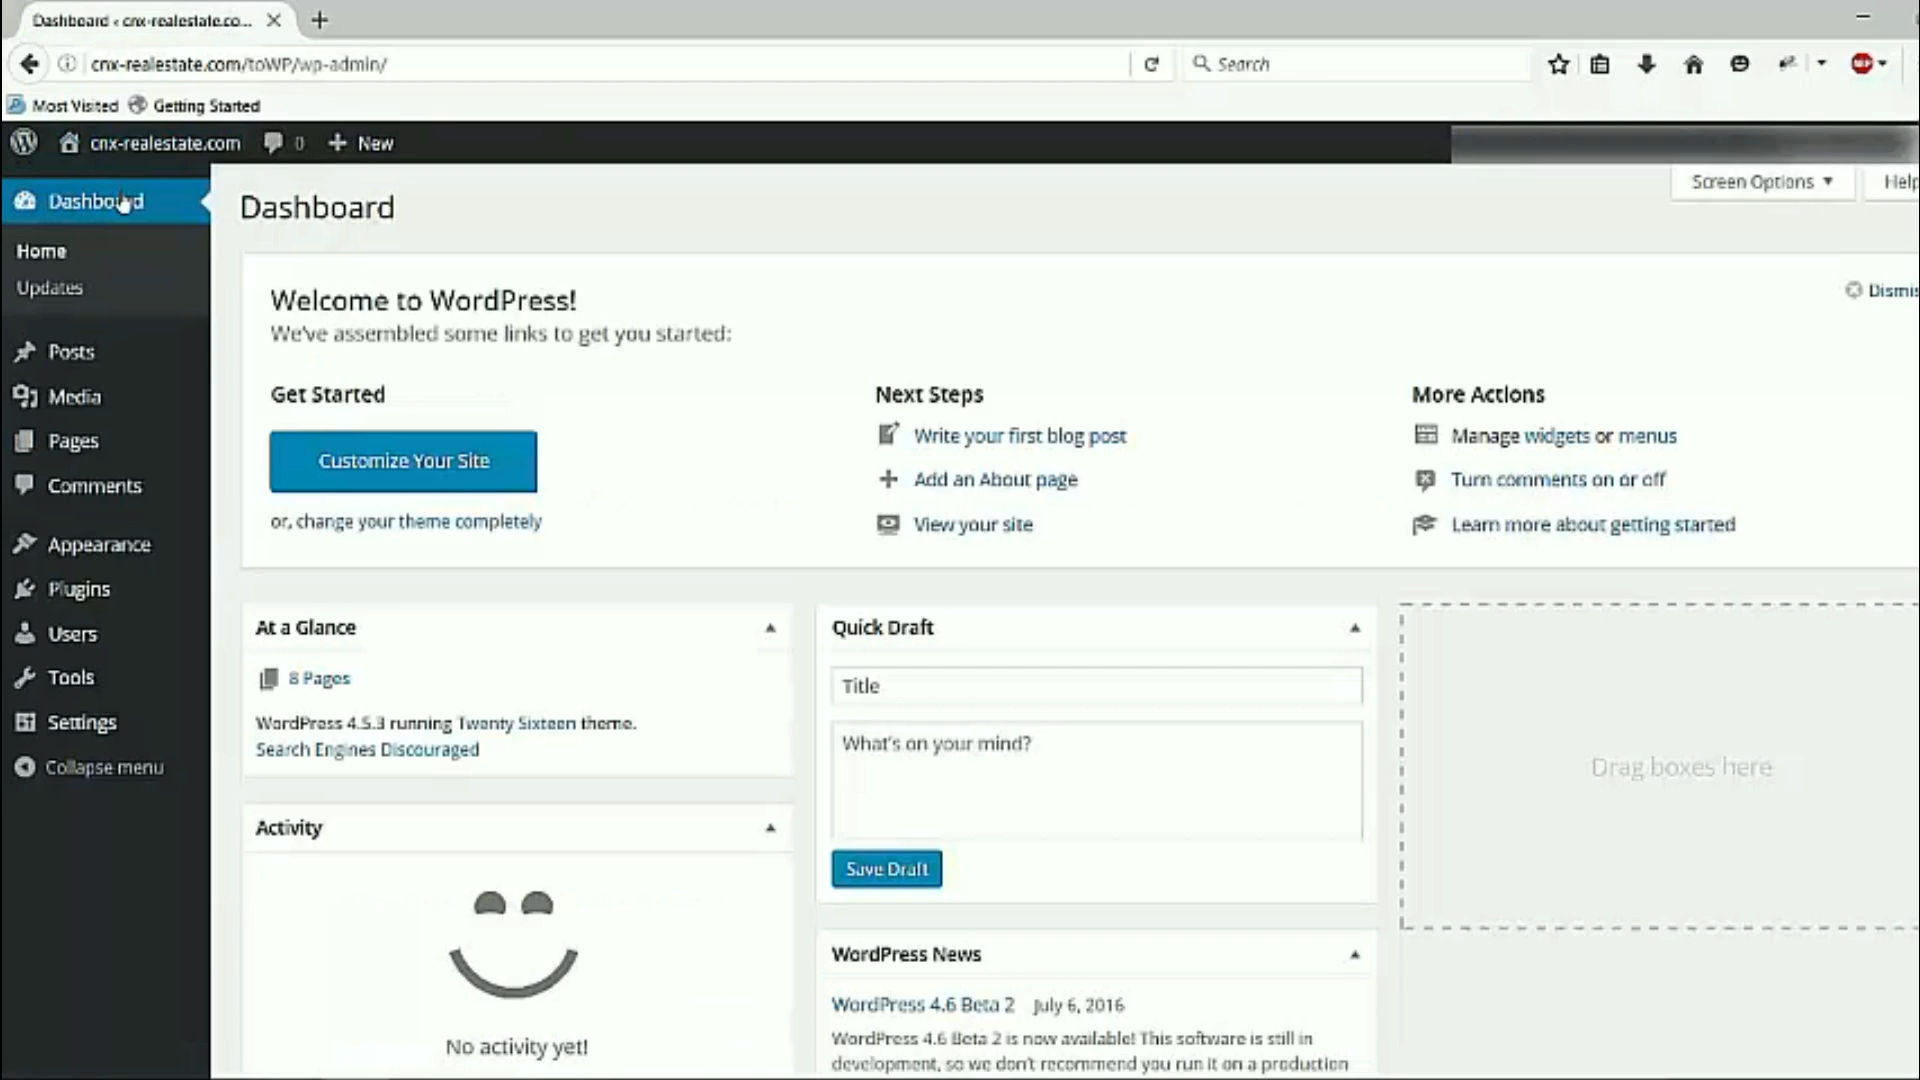 Dashboard ‹ cnx-realestate.co...
cnx-realestate.com/toWP/wp-admin/
Search
Most Visited
Getting Started
cnx-realestate.com
0
New
Dashboard
Home
Updates
Posts
Media
Pages
Comments
Appearance
Plugins
Users
Tools
Settings
Collapse menu
Screen Options
Help
Dashboard
Welcome to WordPress!
We've assembled some links to get you started:
Dismis
Get Started
Customize Your Site
or, change your theme completely
Next Steps
Write your first blog post
Add an About page
View your site
More Actions
Manage widgets or menus
Turn comments on or off
Learn more about getting started
At a Glance
8 Pages
WordPress 4.5.3 running Twenty Sixteen theme.
Search Engines Discouraged
Activity
No activity yet!
Quick Draft
Title
What's on your mind?
Save Draft
WordPress News
WordPress 4.6 Beta 2 July 6, 2016
WordPress 4.6 Beta 2 is now available! This software is still in
development, so we don't recommend you run it on a production
Drag boxes here